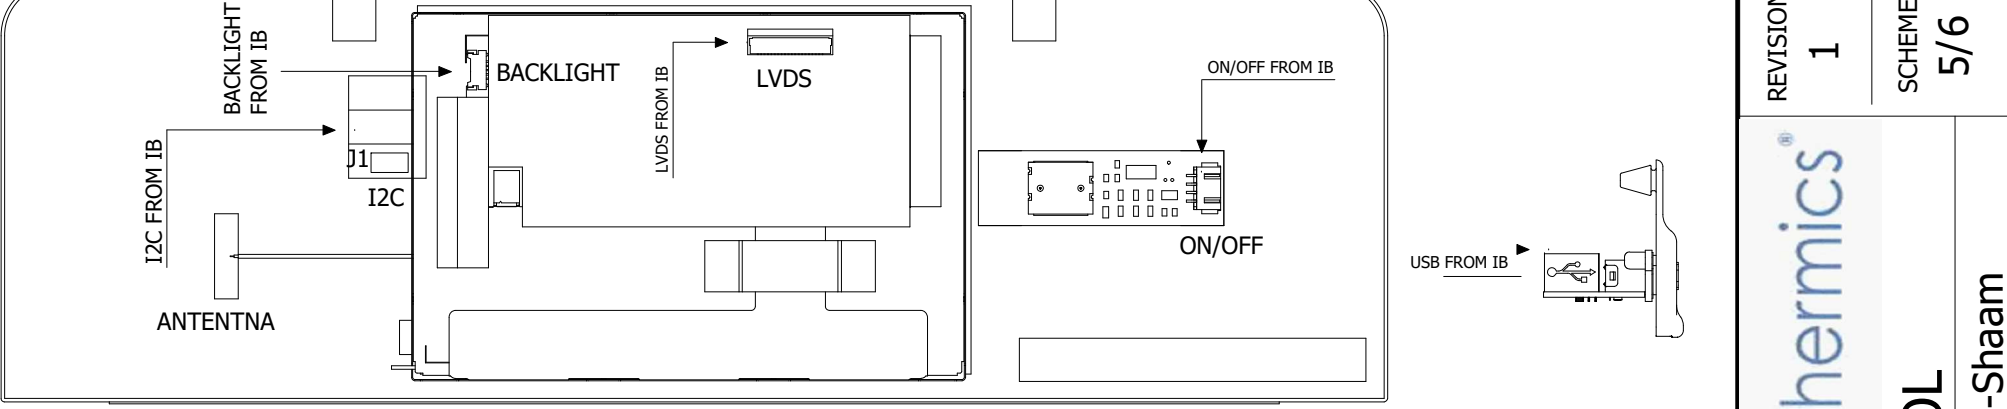 BACKLIGHT
FROM IB
BACKLIGHT
LVDS FROM IB
LVDS
ON/OFF FROM IB
I2C FROM IB
J1
I2C
ANTENTNA
ON/OFF
USB FROM IB
REVISION
1
SCHEME
5/6
hermics®
OL
-Shaam